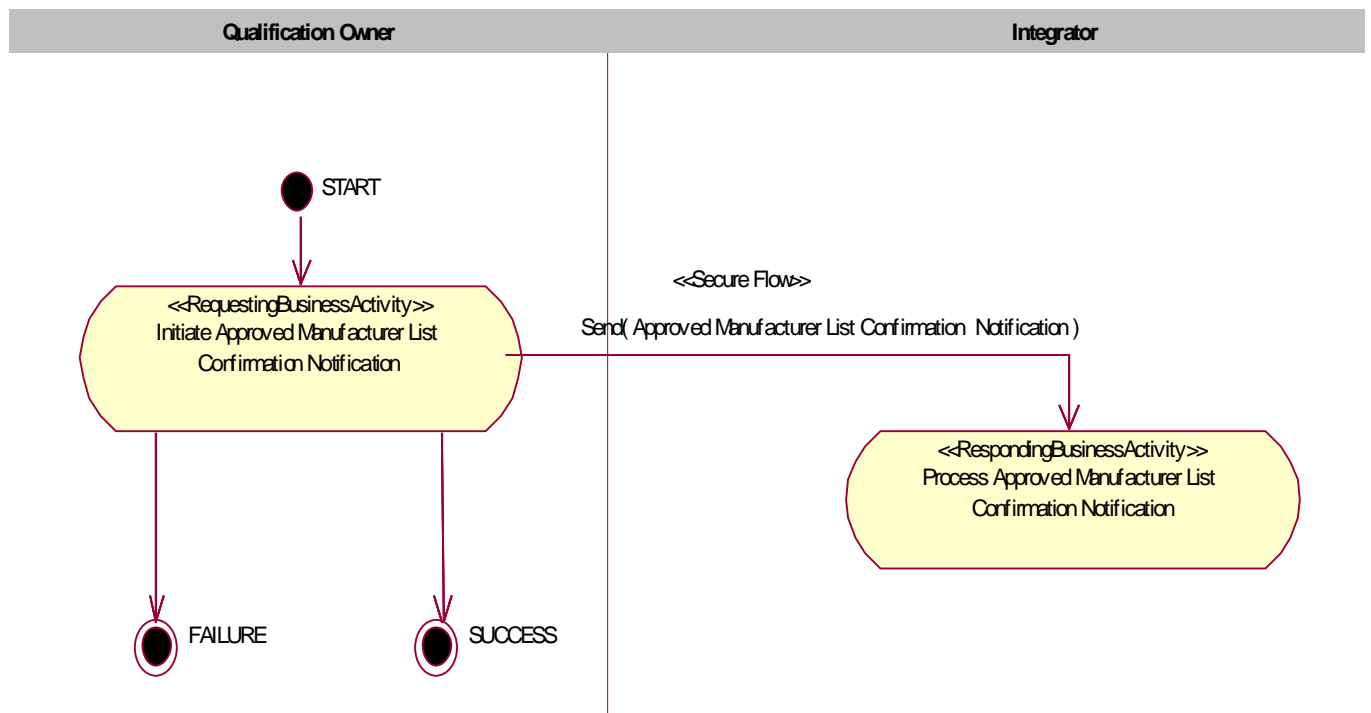 Qualification Owner
Integrator
START
<<Secure Flow>>
<<RequestingBusinessActivity>>
Initiate Approved Manufacturer List
Confirmation Notification
Send( Approved Manufacturer List Confirmation Notification )
<<RespondingBusinessActivity>>
Process Approved Manufacturer List
Confirmation Notification
FAILURE
SUCCESS